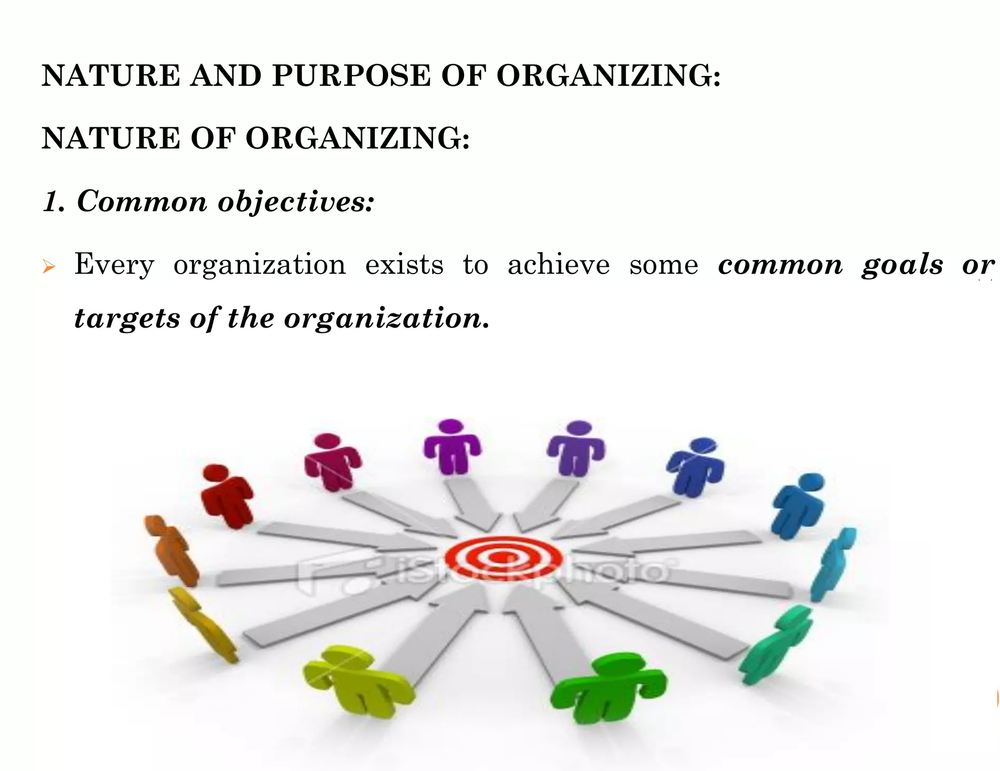 NATURE AND PURPOSE OF ORGANIZING:
NATURE OF ORGANIZING:
1. Common objectives:
Every organization exists to achieve some common goals or
targets of the organization.
iStockphoto